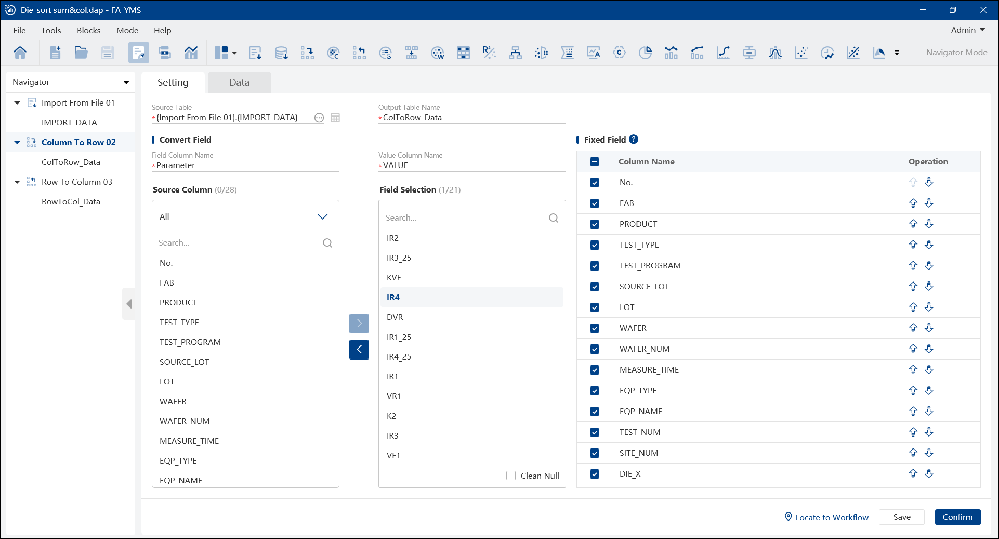 Die_sort sum&col.dap - FA_YMS
File Tools Blocks Mode Help
Admin
Navigator Mode
Navigator
Import From File 01
IMPORT_DATA
Column To Row 02
ColToRow_Data
Row To Column 03
RowToCol_Data
Setting Data
Source Table
*{Import From File 01}.{IMPORT_DATA}
Output Table Name
*ColToRow_Data
Convert Field
Field Column Name
*Parameter
Value Column Name
*VALUE
Source Column (0/28)
All
Search...
No.
FAB
PRODUCT
TEST_TYPE
TEST_PROGRAM
SOURCE_LOT
LOT
WAFER
WAFER_NUM
MEASURE_TIME
EQP_TYPE
EQP_NAME
Field Selection (1/21)
Search...
IR2
IR3_25
KVF
IR4
DVR
IR1_25
IR4_25
IR1
VR1
K2
IR3
VF1
Clean Null
Fixed Field ?
Column Name Operation
No.
FAB
PRODUCT
TEST_TYPE
TEST_PROGRAM
SOURCE_LOT
LOT
WAFER
WAFER_NUM
MEASURE_TIME
EQP_TYPE
EQP_NAME
TEST_NUM
SITE_NUM
DIE_X
Locate to Workflow
Save
Confirm